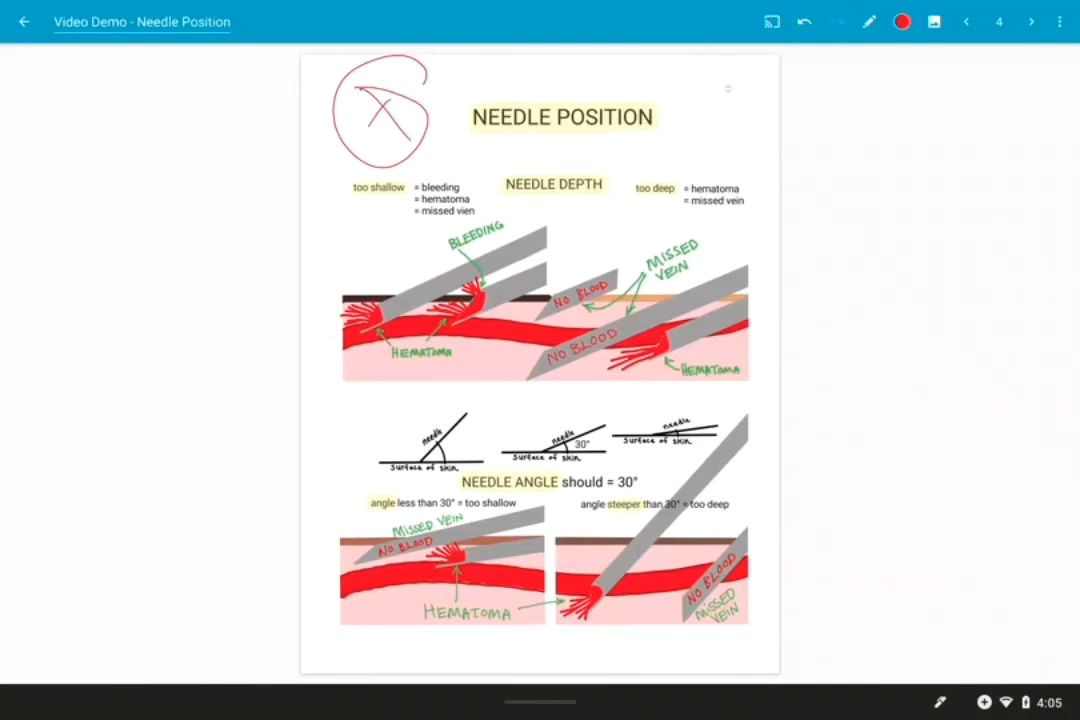 Video Demo - Needle Position
4
X
NEEDLE POSITION
NEEDLE DEPTH
too shallow = bleeding
= hematoma
= missed vien
too deep = hematoma
= missed vein
BLEEDING
MISSED
VEIN
NO BLOOD
NO BLOOD
HEMATOMA
HEMATOMA
needle
surface of skin
needle
30°
surface of skin
needle
surface of skin
NEEDLE ANGLE should = 30°
angle less than 30° = too shallow
angle steeper than 30° = too deep
MISSED VEIN
NO BLOOD
HEMATOMA
NO BLOOD
MISSED
VEIN
4:05